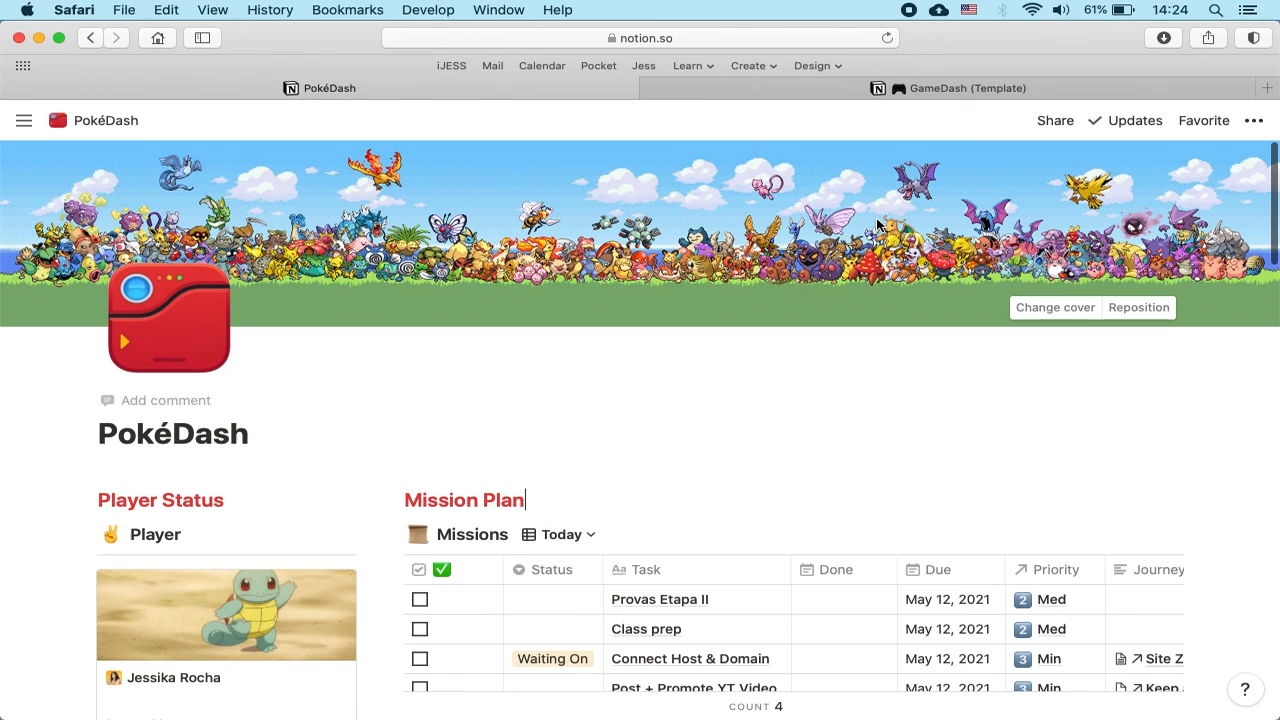 Safari File Edit View History Bookmarks Develop Window Help 61% 14:24
notion.so
iJESS Mail Calendar Pocket Jess Learn Create Design
PokéDash GameDash (Template)
PokéDash Share Updates Favorite
Change cover Reposition
Add comment
PokéDash
Player Status Mission Plan
Player Missions Today
Status Aa Task Done Due Priority Journey
Provas Etapa II May 12, 2021 2 Med
Class prep May 12, 2021 2 Med
Waiting On Connect Host & Domain May 12, 2021 3 Min Site Z
Jessika Rocha Post + Promote YT Video May 12, 2021 3 Min Keep
COUNT 4 ?